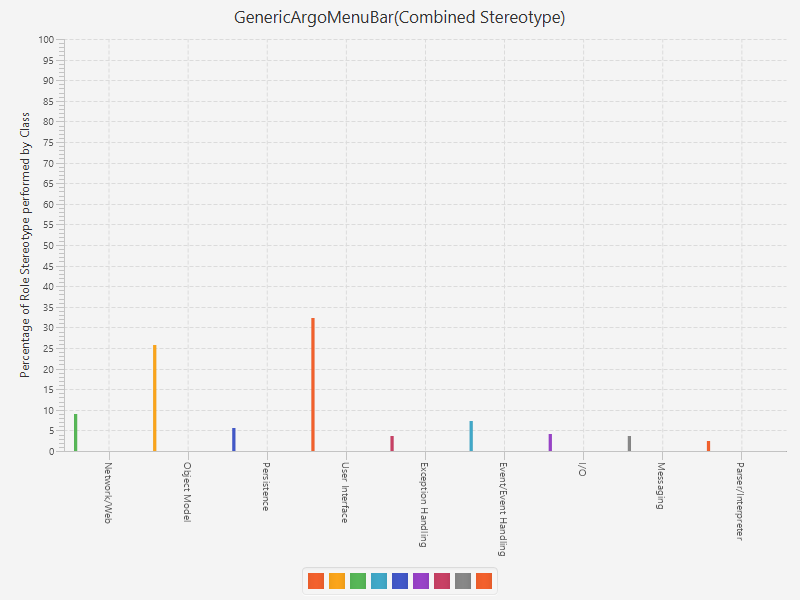 GenericArgoMenuBar(Combined Stereotype)
Percentage of Role Stereotype performed by Class
100
95
90
85
80
75
70
65
60
55
50
45
40
35
30
25
20
15
10
5
0
Network/Web
Object Model
Persistence
User Interface
Exception Handling
Event/Event Handling
I/O
Messaging
Parser/Interpreter